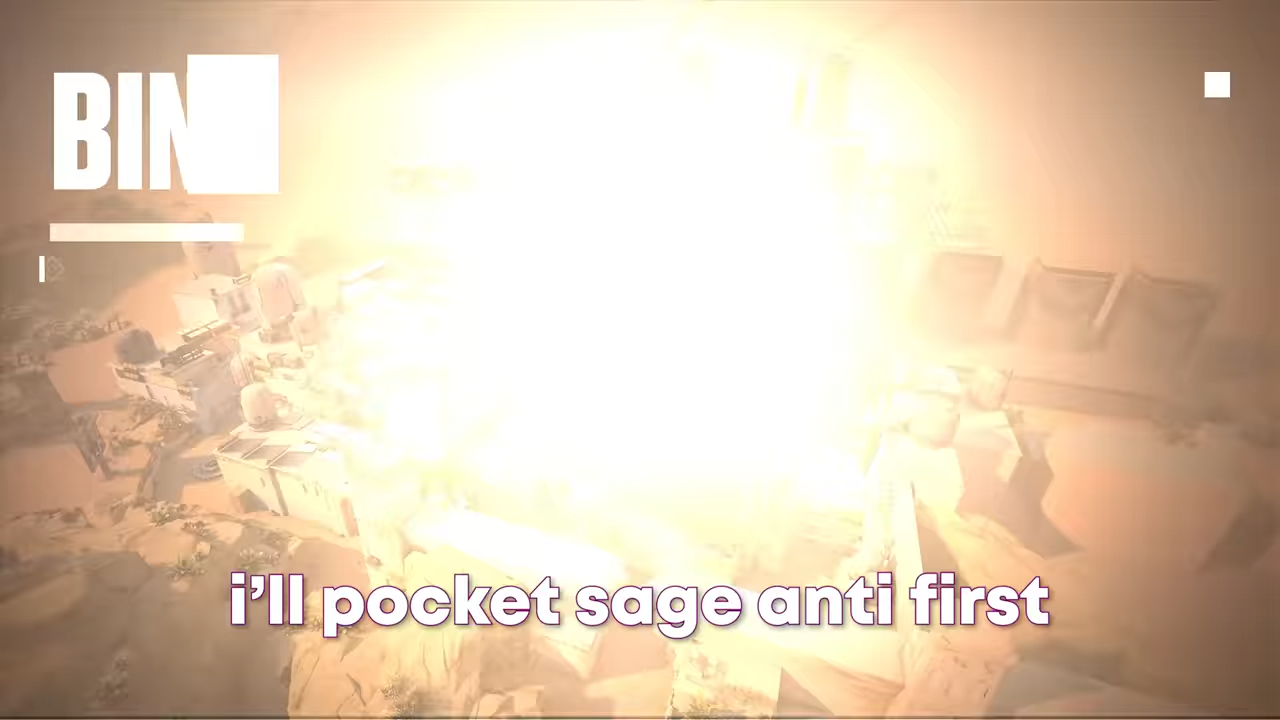 BIN
i’ll pocket sage anti first